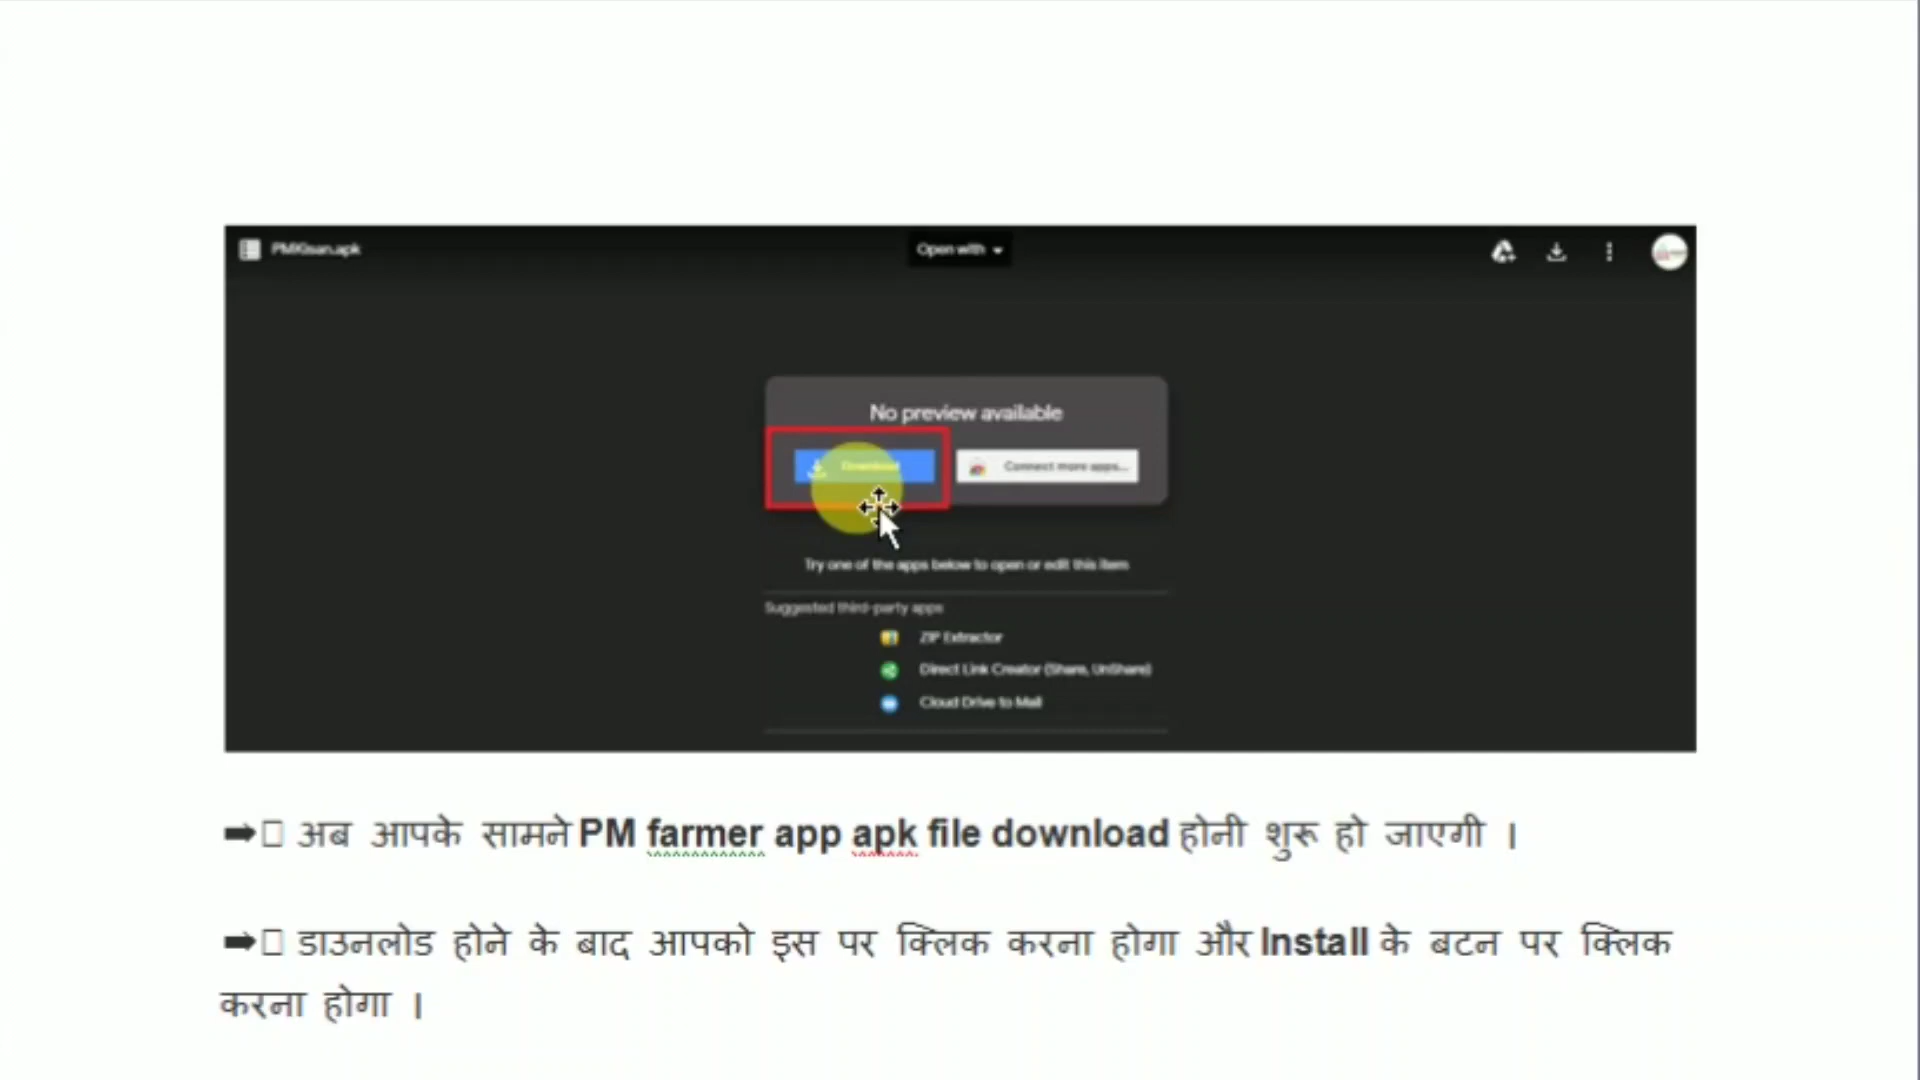 PMKisan.apk
Open with
No preview available
Download
Connect more apps...
Try one of the apps below to open or edit this item
Suggested third-party apps
ZIP Extractor
Direct Link Creator (Share, UnShare)
Cloud Drive to Mail
➡ अब आपके सामने PM farmer app apk file download होनी शुरू हो जाएगी ।
➡ डाउनलोड होने के बाद आपको इस पर क्लिक करना होगा और Install के बटन पर क्लिक
करना होगा ।